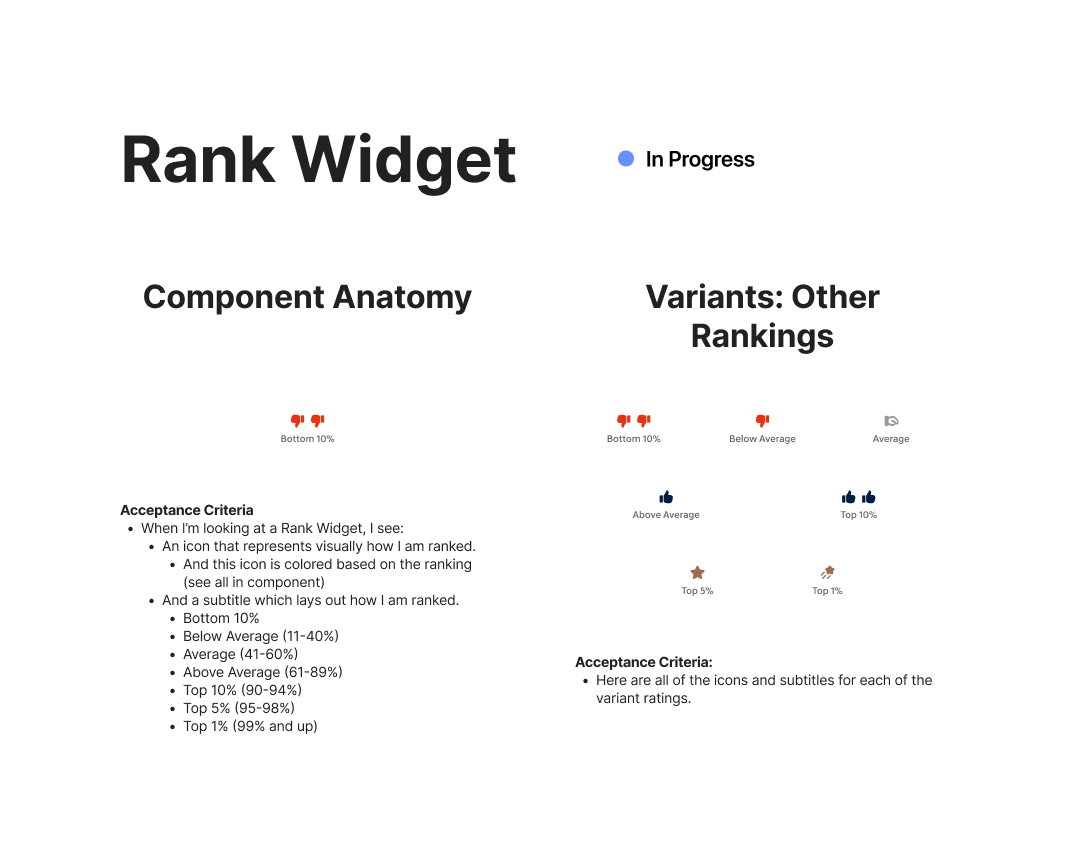 Rank Widget
In Progress
Component Anatomy
Bottom 10%
Acceptance Criteria
• When I'm looking at a Rank Widget, I see:
• An icon that represents visually how I am ranked.
• And this icon is colored based on the ranking
(see all in component)
• And a subtitle which lays out how I am ranked.
• Bottom 10%
• Below Average (11-40%)
• Average (41-60%)
• Above Average (61-89%)
• Top 10% (90-94%)
• Top 5% (95-98%)
• Top 1% (99% and up)
Variants: Other
Rankings
Bottom 10%
Below Average
Average
Above Average
Top 10%
Top 5%
Top 1%
Acceptance Criteria:
• Here are all of the icons and subtitles for each of the
variant ratings.